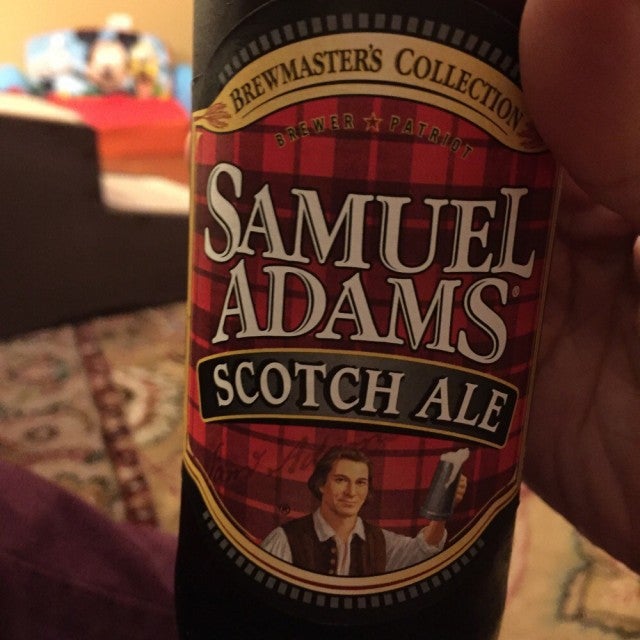 BREWMASTER'S COLLECTION
BREWER ★ PATRIOT
SAMUEL
ADAMS®
SCOTCH ALE
®